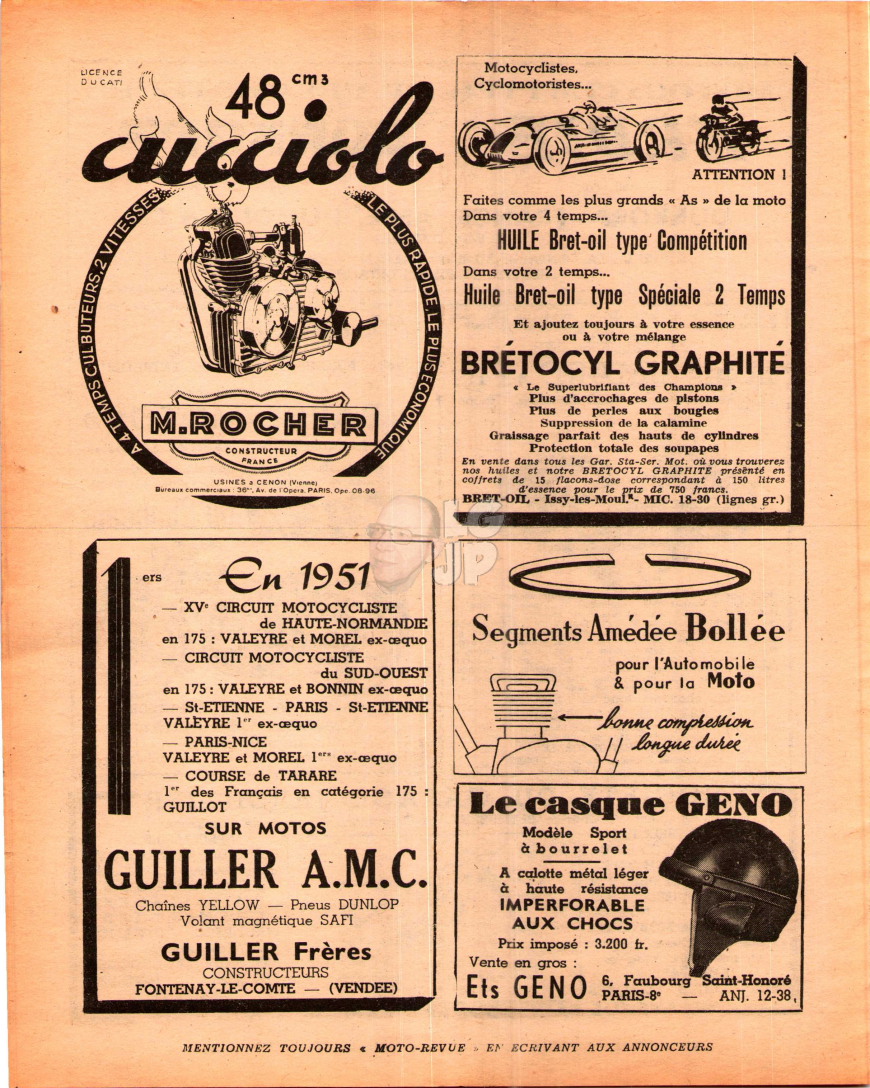 LICENCE
DUCATI
48 cm3
cucciolo
A 4 TEMPS CULBUTEURS. 2 VITESSES
LE PLUS RAPIDE. LE PLUS ECONOMIQUE
M.ROCHER
CONSTRUCTEUR
FRANCE
USINES à CENON (Vienne)
Bureaux commerciaux : 36bis, Av. de l'Opéra, PARIS. Ope. 08-96
Motocyclistes,
Cyclomotoristes...
ATTENTION !
Faites comme les plus grands « As » de la moto
Dans votre 4 temps...
HUILE Bret-oil type Compétition
Dans votre 2 temps...
Huile Bret-oil type Spéciale 2 Temps
Et ajoutez toujours à votre essence
ou à votre mélange
BRÉTOCYL GRAPHITÉ
« Le Superlubrifiant des Champions »
Plus d'accrochages de pistons
Plus de perles aux bougies
Suppression de la calamine
Graissage parfait des hauts de cylindres
Protection totale des soupapes
En vente dans tous les Gar. Sta-Ser. Mot. où vous trouverez
nos huiles et notre BRETOCYL GRAPHITE présenté en
coffrets de 15 flacons-dose correspondant à 150 litres
d'essence pour le prix de 750 francs.
BRET-OIL - Issy-les-Moul.x - MIC. 18-30 (lignes gr.)
IG
JP
1ers En 1951
— XVe CIRCUIT MOTOCYCLISTE
de HAUTE-NORMANDIE
en 175 : VALEYRE et MOREL ex-æquo
— CIRCUIT MOTOCYCLISTE
du SUD-OUEST
en 175 : VALEYRE et BONNIN ex-æquo
— St-ETIENNE - PARIS - St-ETIENNE
VALEYRE 1er ex-æquo
— PARIS-NICE
VALEYRE et MOREL 1ers ex-æquo
— COURSE de TARARE
1er des Français en catégorie 175 :
GUILLOT
SUR MOTOS
GUILLER A.M.C.
Chaînes YELLOW — Pneus DUNLOP
Volant magnétique SAFI
GUILLER Frères
CONSTRUCTEURS
FONTENAY-LE-COMTE — (VENDEE)
Segments Amédée Bollée
pour l'Automobile
& pour la Moto
bonne compression
longue durée
Le casque GENO
Modèle Sport
à bourrelet
A calotte métal léger
à haute résistance
IMPERFORABLE
AUX CHOCS
Prix imposé : 3.200 fr.
Vente en gros :
Ets GENO 6, Faubourg Saint-Honoré
PARIS-8e — ANJ. 12-38.
MENTIONNEZ TOUJOURS « MOTO-REVUE » EN ECRIVANT AUX ANNONCEURS